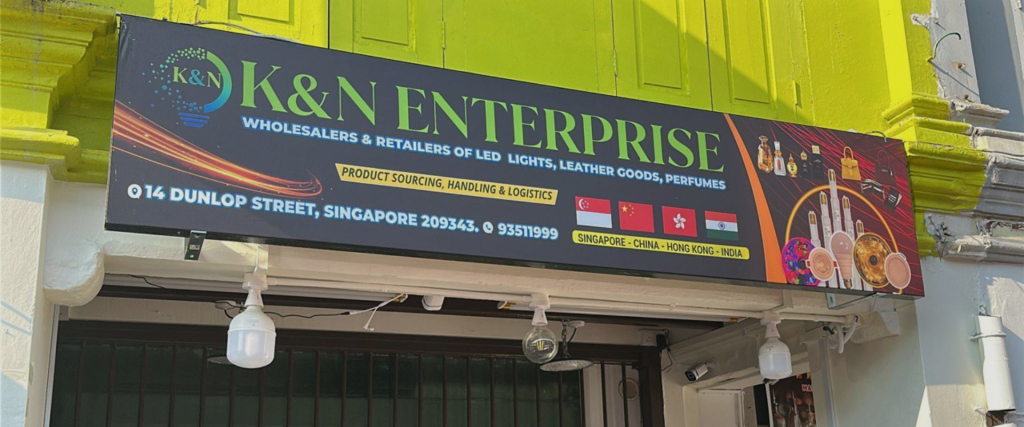 K&N
K&N ENTERPRISE
WHOLESALERS & RETAILERS OF LED LIGHTS, LEATHER GOODS, PERFUMES
PRODUCT SOURCING, HANDLING & LOGISTICS
14 DUNLOP STREET, SINGAPORE 209343. 93511999
SINGAPORE - CHINA - HONG KONG - INDIA